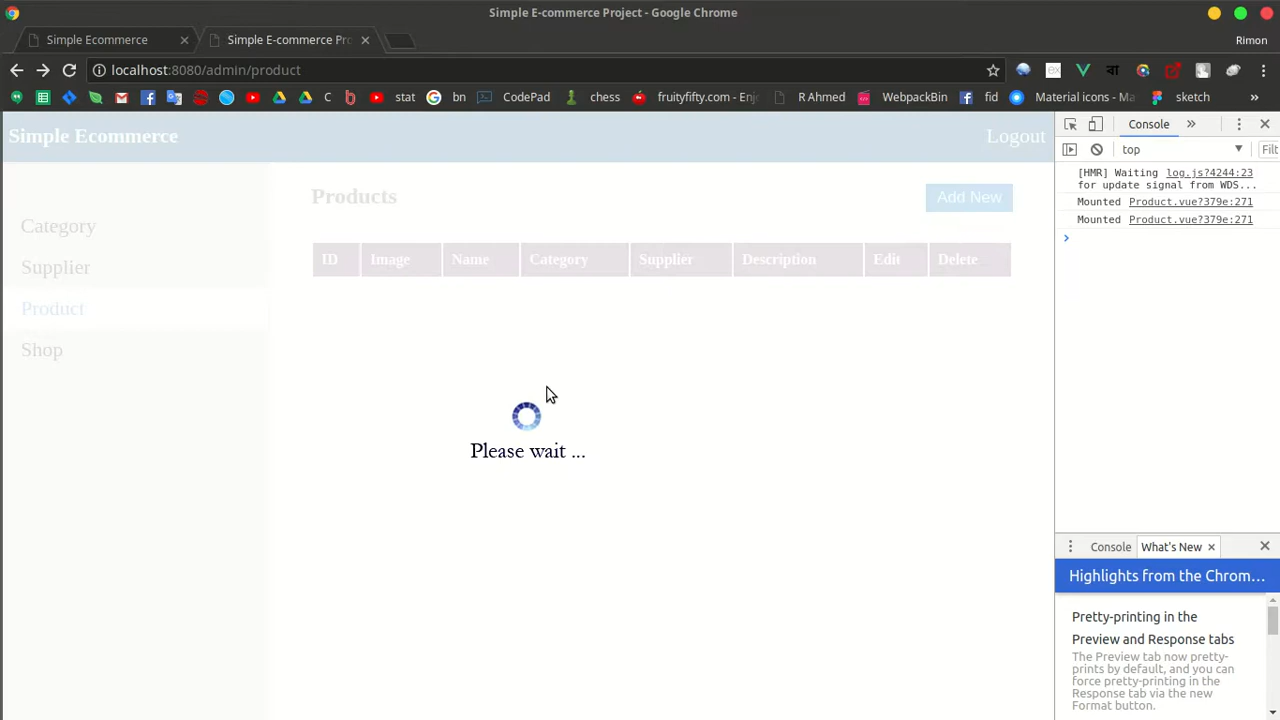 Simple E-commerce Project - Google Chrome
Simple Ecommerce
Simple E-commerce Pro
Rimon
localhost:8080/admin/product
C
stat
bn
CodePad
chess
fruityfifty.com - Enj
R Ahmed
WebpackBin
fid
Material icons - Ma
sketch
»
Simple Ecommerce
Logout
Category
Supplier
Product
Shop
Products
Add New
ID Image Name Category Supplier Description Edit Delete
Please wait ...
Console
top
Filt
[HMR] Waiting log.js?4244:23
for update signal from WDS...
Mounted Product.vue?379e:271
Mounted Product.vue?379e:271
Console What's New
Highlights from the Chrom...
Pretty-printing in the
Preview and Response tabs
The Preview tab now pretty-
prints by default, and you can
force pretty-printing in the
Response tab via the new
Format button.